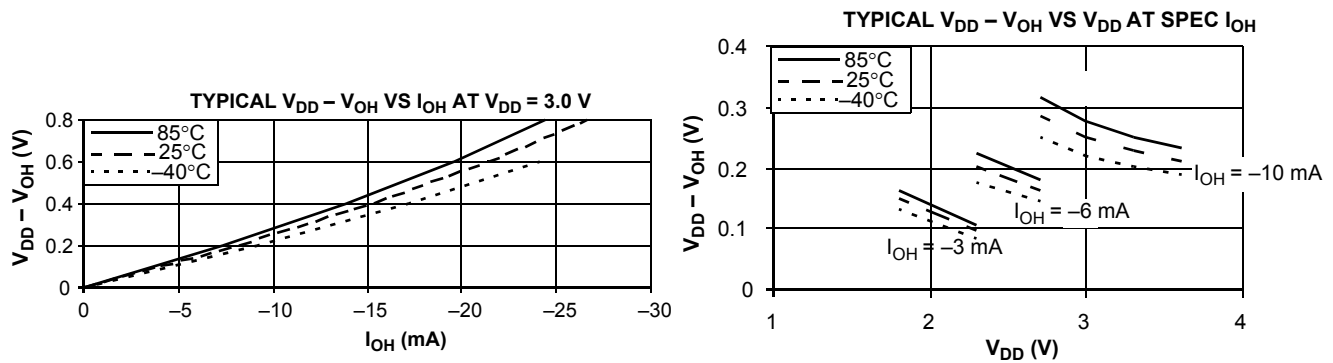 TYPICAL VDD – VOH VS IOH AT VDD = 3.0 V
VDD – VOH (V)
0.8
0.6
0.4
0.2
0
85°C
25°C
–40°C
0 –5 –10 –15 –20 –25 –30
IOH (mA)
TYPICAL VDD – VOH VS VDD AT SPEC IOH
VDD – VOH (V)
0.4
0.3
0.2
0.1
0
85°C
25°C
–40°C
IOH = –10 mA
IOH = –6 mA
IOH = –3 mA
1 2 3 4
VDD (V)